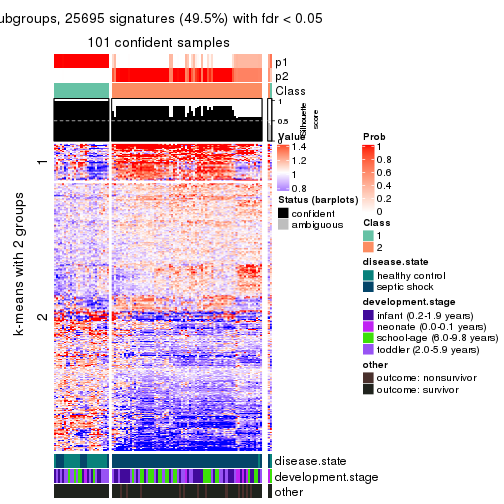 ubgroups, 25695 signatures (49.5%) with fdr < 0.05
101 confident samples
p1
p2
Class
1
0.5
0
Silhouette
score
1
2
k-means with 2 groups
Value
1.4
1.2
1
0.8
Status (barplots)
confident
ambiguous
Prob
1
0.8
0.6
0.4
0.2
0
Class
1
2
disease.state
healthy control
septic shock
development.stage
infant (0.2-1.9 years)
neonate (0.0-0.1 years)
school-age (6.0-9.8 years)
toddler (2.0-5.9 years)
other
outcome: nonsurvivor
outcome: survivor
disease.state
development.stage
other